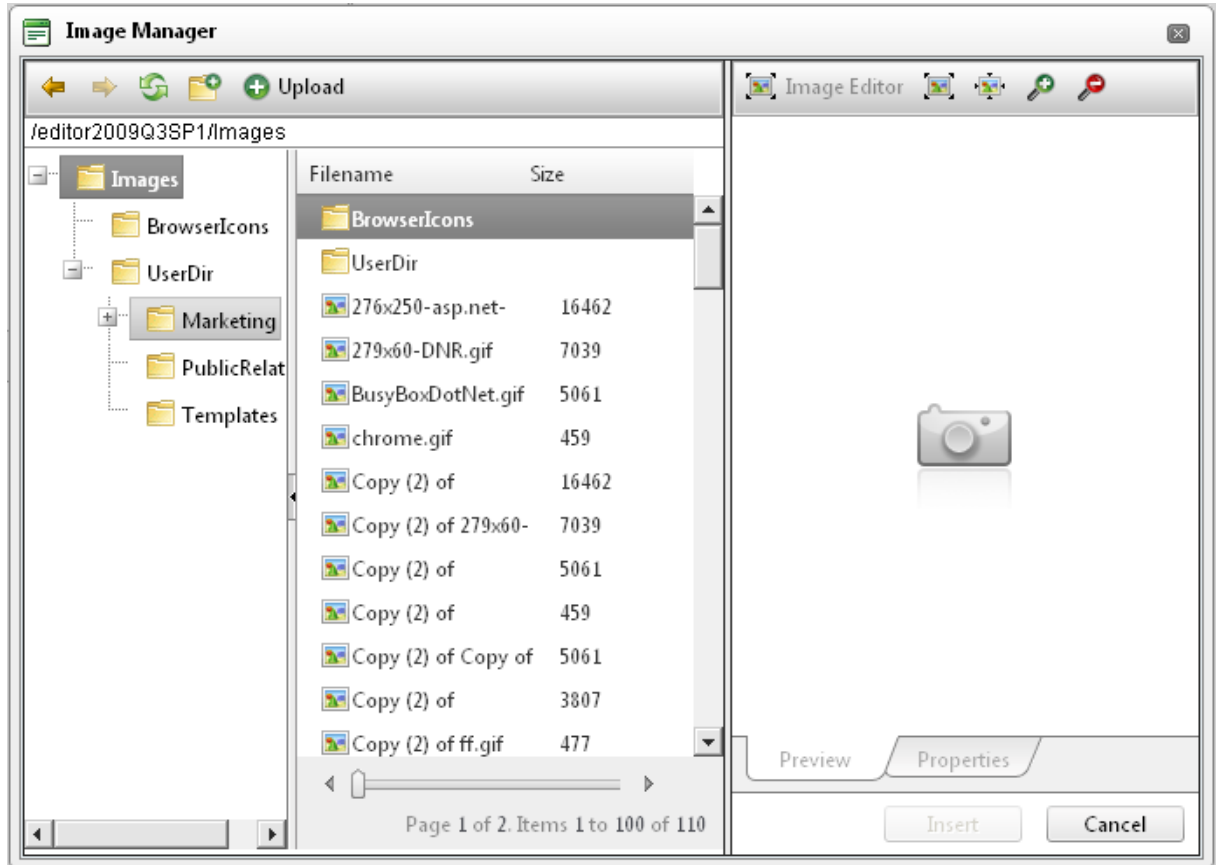 Image Manager
Upload
Image Editor
/editor2009Q3SP1/Images
Images
BrowserIcons
UserDir
Marketing
PublicRelat
Templates
Filename Size
BrowserIcons
UserDir
276x250-asp.net- 16462
279x60-DNR.gif 7039
BusyBoxDotNet.gif 5061
chrome.gif 459
Copy (2) of 16462
Copy (2) of 279x60- 7039
Copy (2) of 5061
Copy (2) of 459
Copy (2) of Copy of 5061
Copy (2) of 3807
Copy (2) of ff.gif 477
Page 1 of 2. Items 1 to 100 of 110
Preview Properties
Insert Cancel